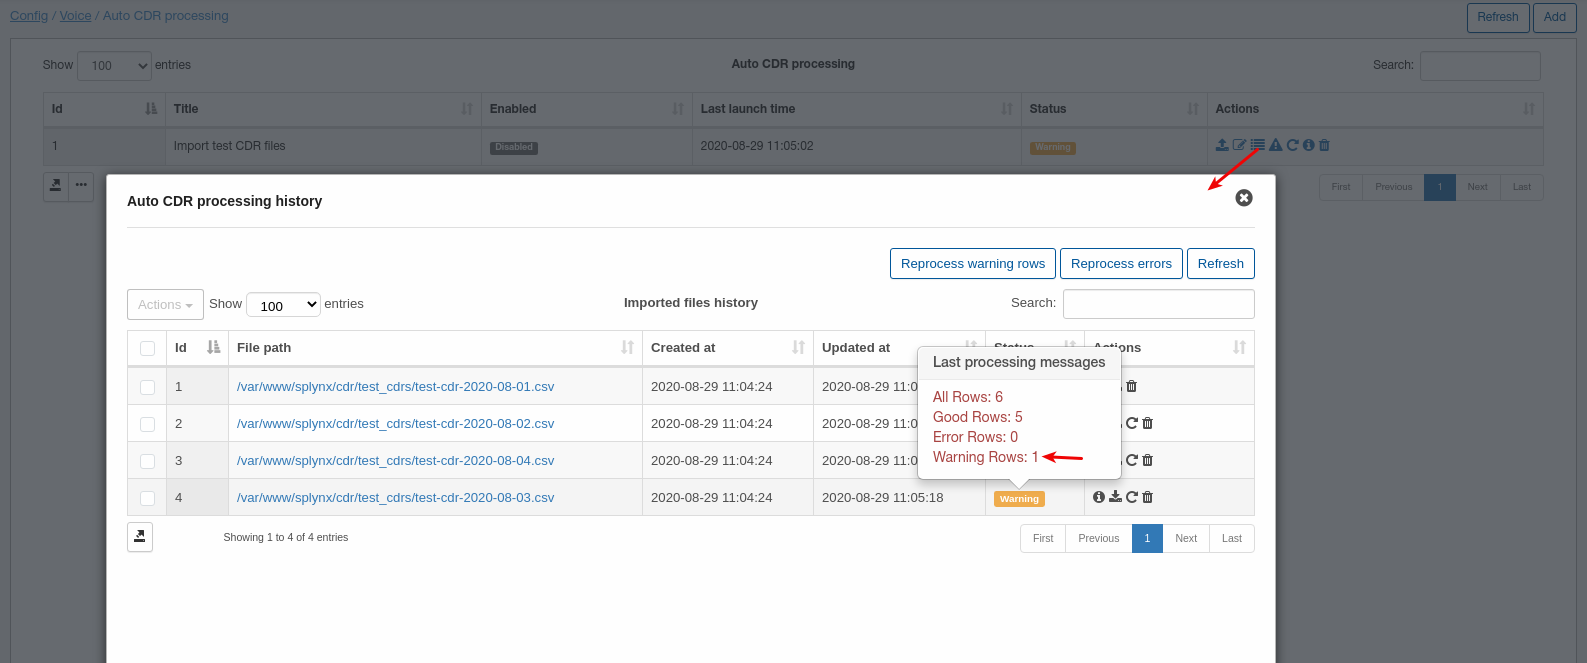 Config / Voice / Auto CDR processing
Refresh Add
Show 100 entries Auto CDR processing Search:
Id Title Enabled Last launch time Status Actions
1 Import test CDR files Disabled 2020-08-29 11:05:02 Warning
First Previous 1 Next Last
Auto CDR processing history
Reprocess warning rows Reprocess errors Refresh
Actions Show 100 entries Imported files history Search:
Id File path Created at Updated at
Last processing messages
1 /var/www/splynx/cdr/test_cdrs/test-cdr-2020-08-01.csv 2020-08-29 11:04:24 2020-08-29 11:0
All Rows: 6
Good Rows: 5
2 /var/www/splynx/cdr/test_cdrs/test-cdr-2020-08-02.csv 2020-08-29 11:04:24 2020-08-29 11:0
Error Rows: 0
Warning Rows: 1
3 /var/www/splynx/cdr/test_cdrs/test-cdr-2020-08-04.csv 2020-08-29 11:04:24 2020-08-29 11:0
4 /var/www/splynx/cdr/test_cdrs/test-cdr-2020-08-03.csv 2020-08-29 11:04:24 2020-08-29 11:05:18 Warning
Showing 1 to 4 of 4 entries
First Previous 1 Next Last